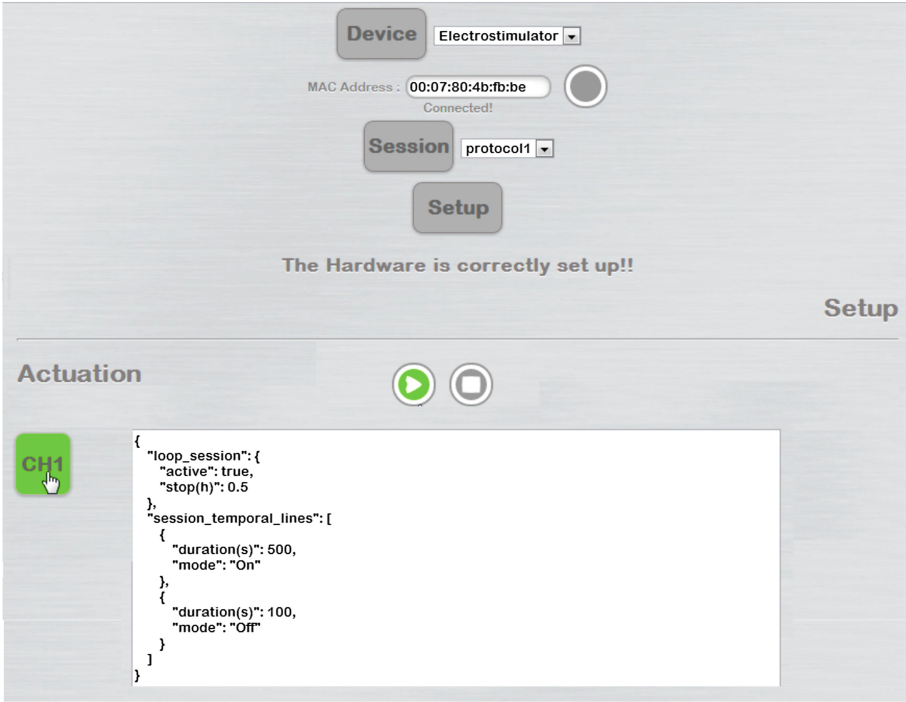 Device Electrostimulator
MAC Address : 00:07:80:4b:fb:be
Connected!
Session protocol1
Setup
The Hardware is correctly set up!!
Setup
Actuation
CH1
{
"loop_session": {
"active": true,
"stop(h)": 0.5
},
"session_temporal_lines": [
{
"duration(s)": 500,
"mode": "On"
},
{
"duration(s)": 100,
"mode": "Off"
}
]
}